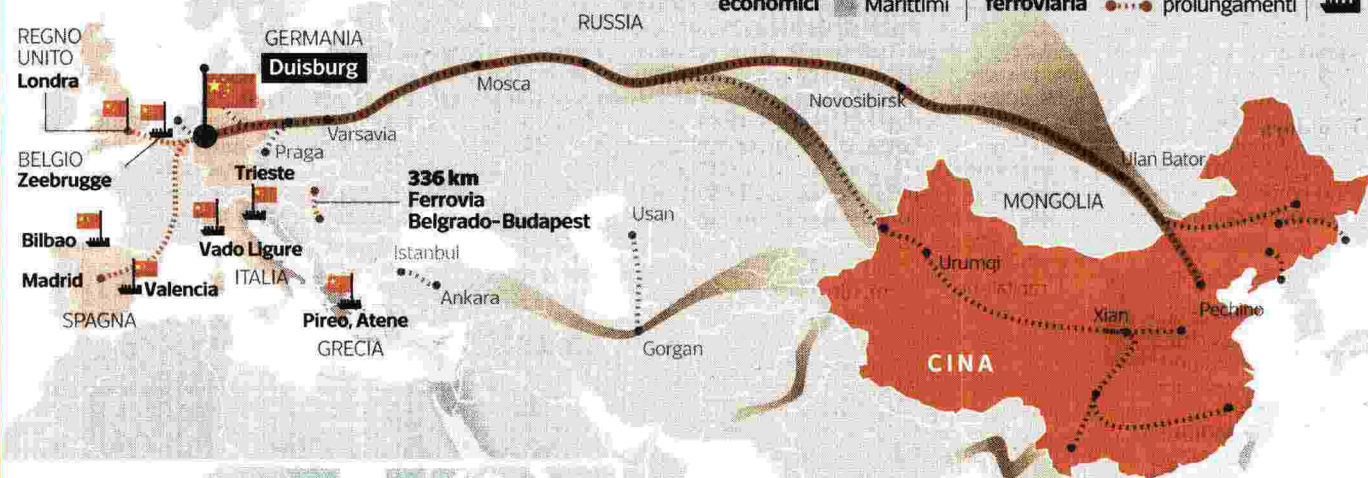 economici
Marittimi
ferroviaria
prolungamenti
RUSSIA
REGNO
UNITO
Londra
GERMANIA
Duisburg
Mosca
Novosibirsk
Varsavia
Praga
BELGIO
Zeebrugge
Trieste
Ulan Bator
336 km
Ferrovia
Belgrado-Budapest
MONGOLIA
Usan
Bilbao
Vado Ligure
Istanbul
Urumqi
Madrid
Valencia
ITALIA
Ankara
Pechino
SPAGNA
Pireo, Atene
GRECIA
Gorgan
Xian
CINA